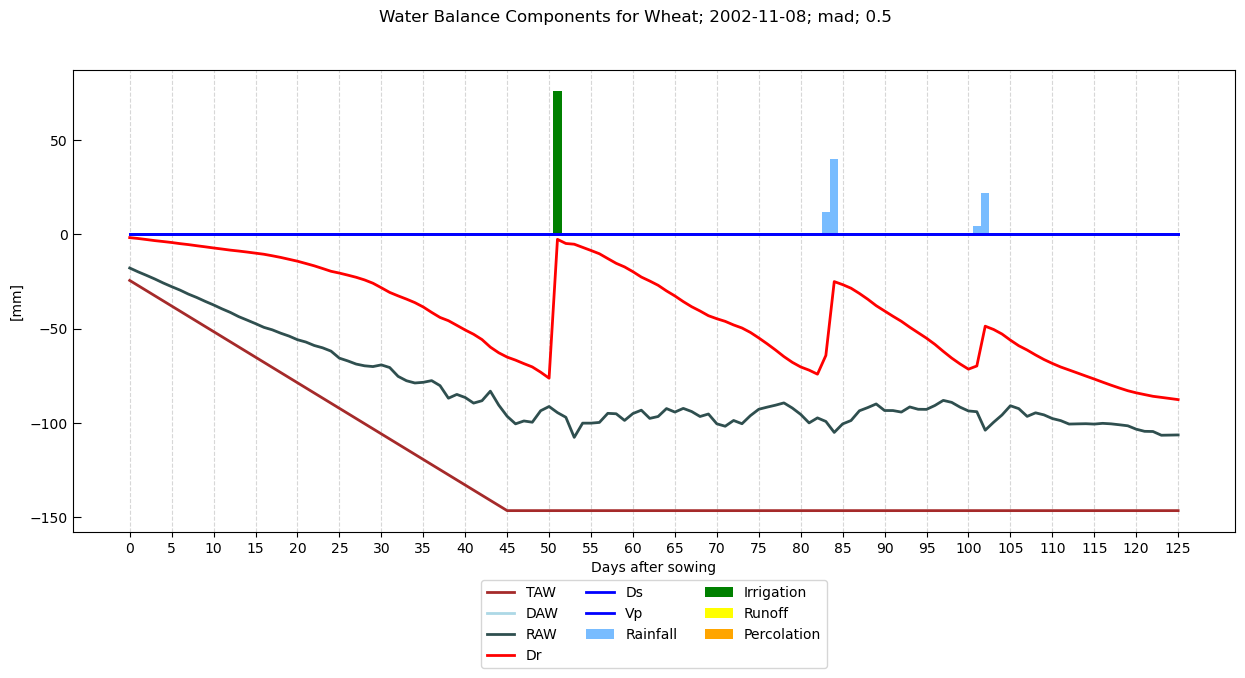 Water Balance Components for Wheat; 2002-11-08; mad; 0.5
[mm]
50
0
−50
−100
−150
0 5 10 15 20 25 30 35 40 45 50 55 60 65 70 75 80 85 90 95 100 105 110 115 120 125
Days after sowing
TAW
DAW
RAW
Dr
Ds
Vp
Rainfall
Irrigation
Runoff
Percolation